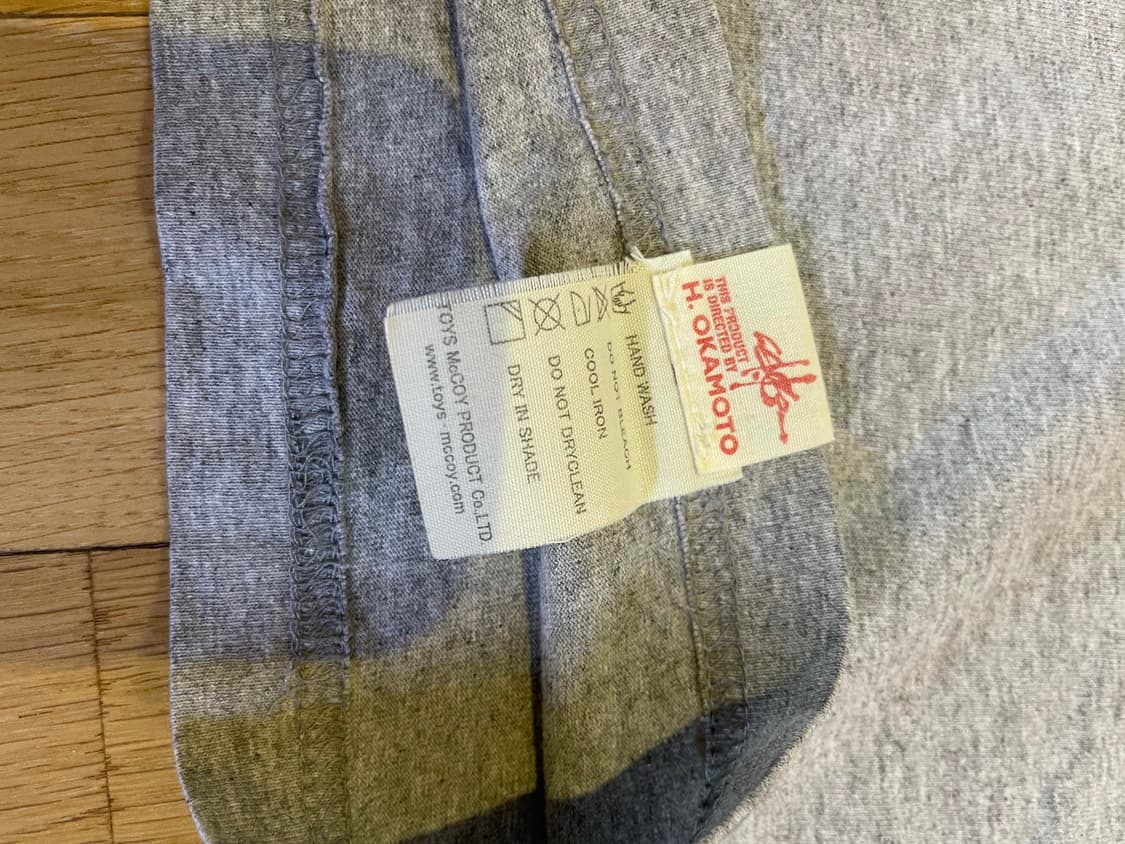 THIS PRODUCT
IS DIRECTED BY
H. OKAMOTO
HAND WASH
DO NOT BLEACH
COOL IRON
DO NOT DRYCLEAN
DRY IN SHADE
TOYS McCOY PRODUCT Co.,LTD
www.toys-mccoy.com